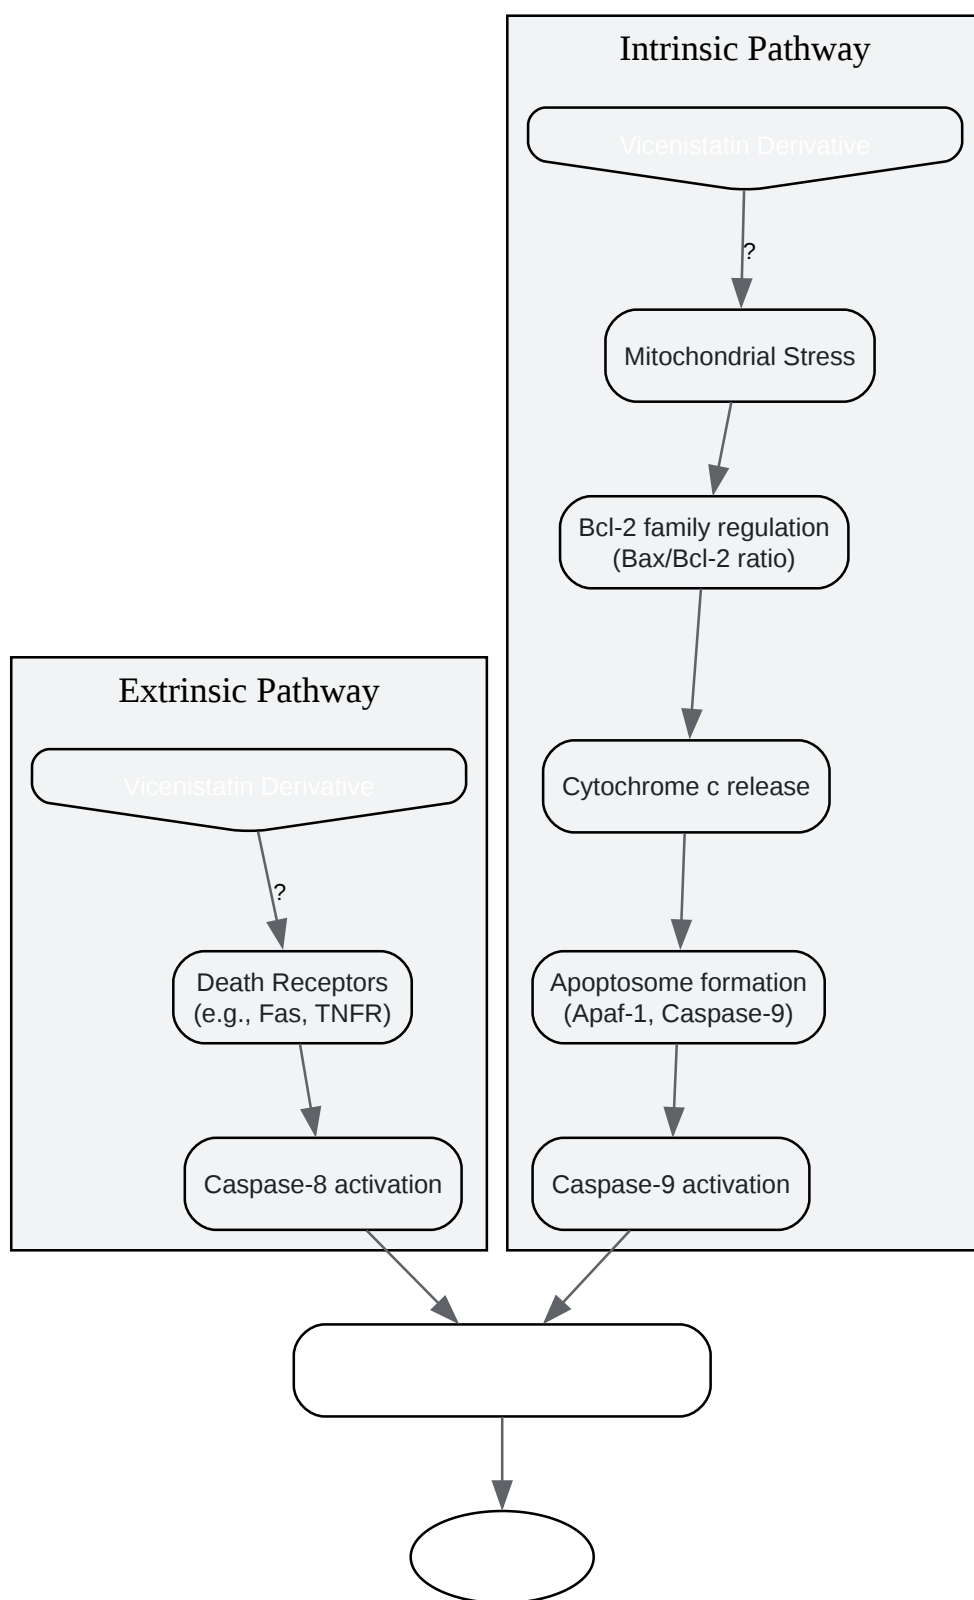 Intrinsic Pathway
Vicenistatin Derivative
?
Mitochondrial Stress
Bcl-2 family regulation
(Bax/Bcl-2 ratio)
Cytochrome c release
Apoptosome formation
(Apaf-1, Caspase-9)
Caspase-9 activation
Extrinsic Pathway
Vicenistatin Derivative
?
Death Receptors
(e.g., Fas, TNFR)
Caspase-8 activation